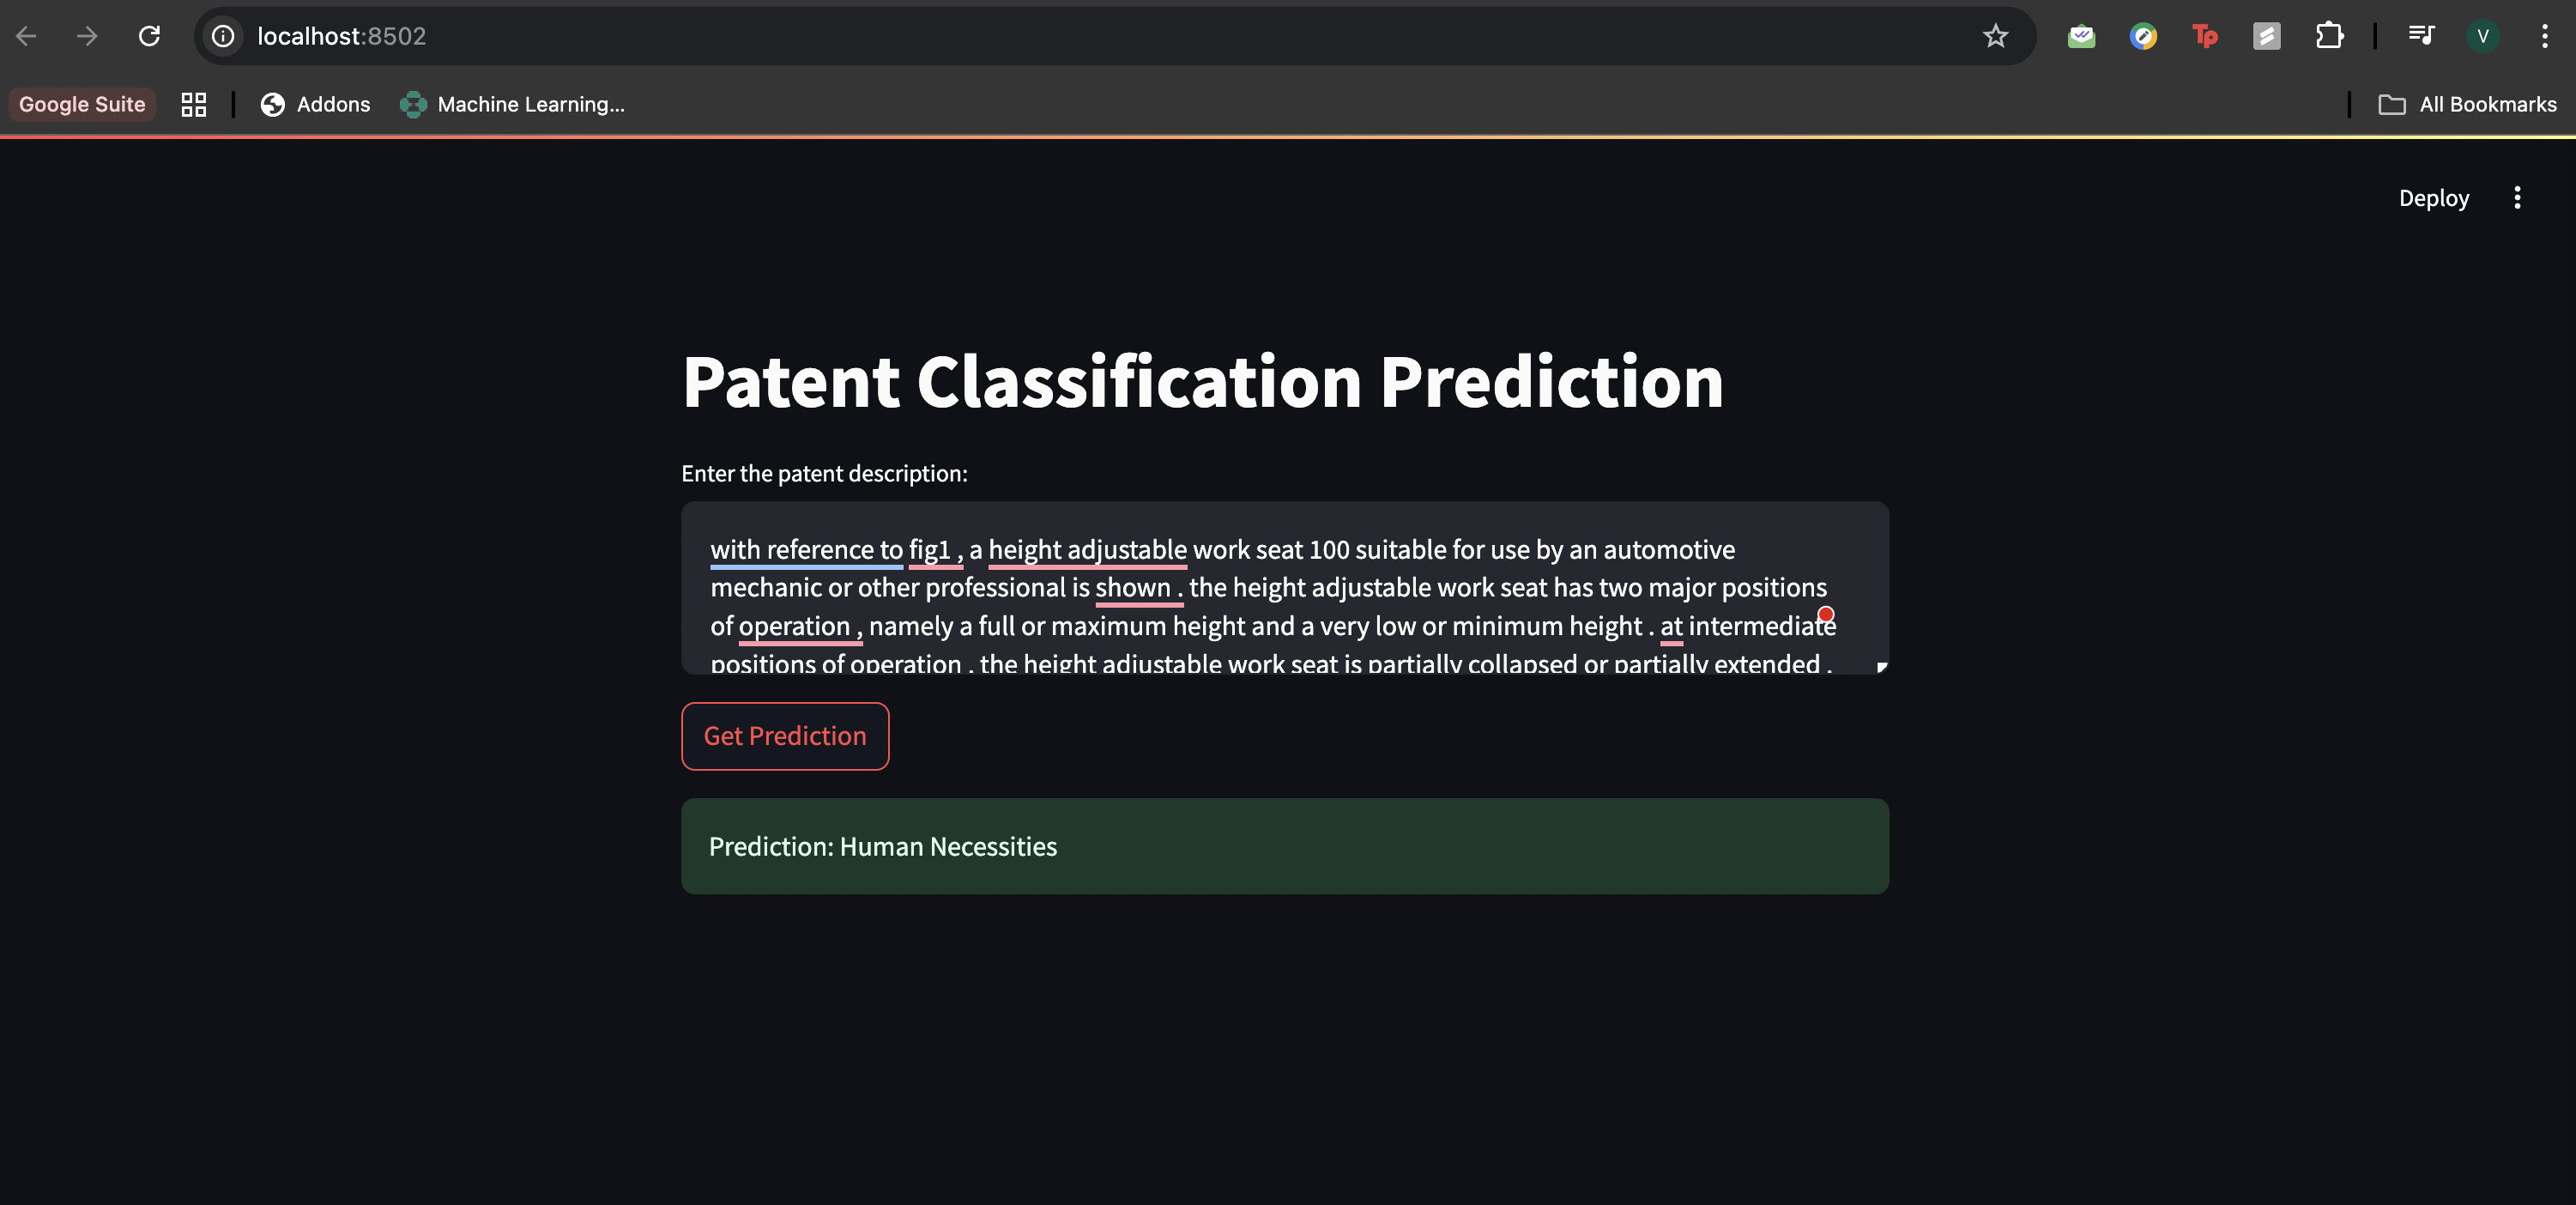 localhost:8502
Google Suite
Addons
Machine Learning...
All Bookmarks
Tp
V
Deploy
Patent Classification Prediction
Enter the patent description:
with reference to fig1 , a height adjustable work seat 100 suitable for use by an automotive
mechanic or other professional is shown . the height adjustable work seat has two major positions
of operation , namely a full or maximum height and a very low or minimum height . at intermediate
positions of operation , the height adjustable work seat is partially collapsed or partially extended .
Get Prediction
Prediction: Human Necessities